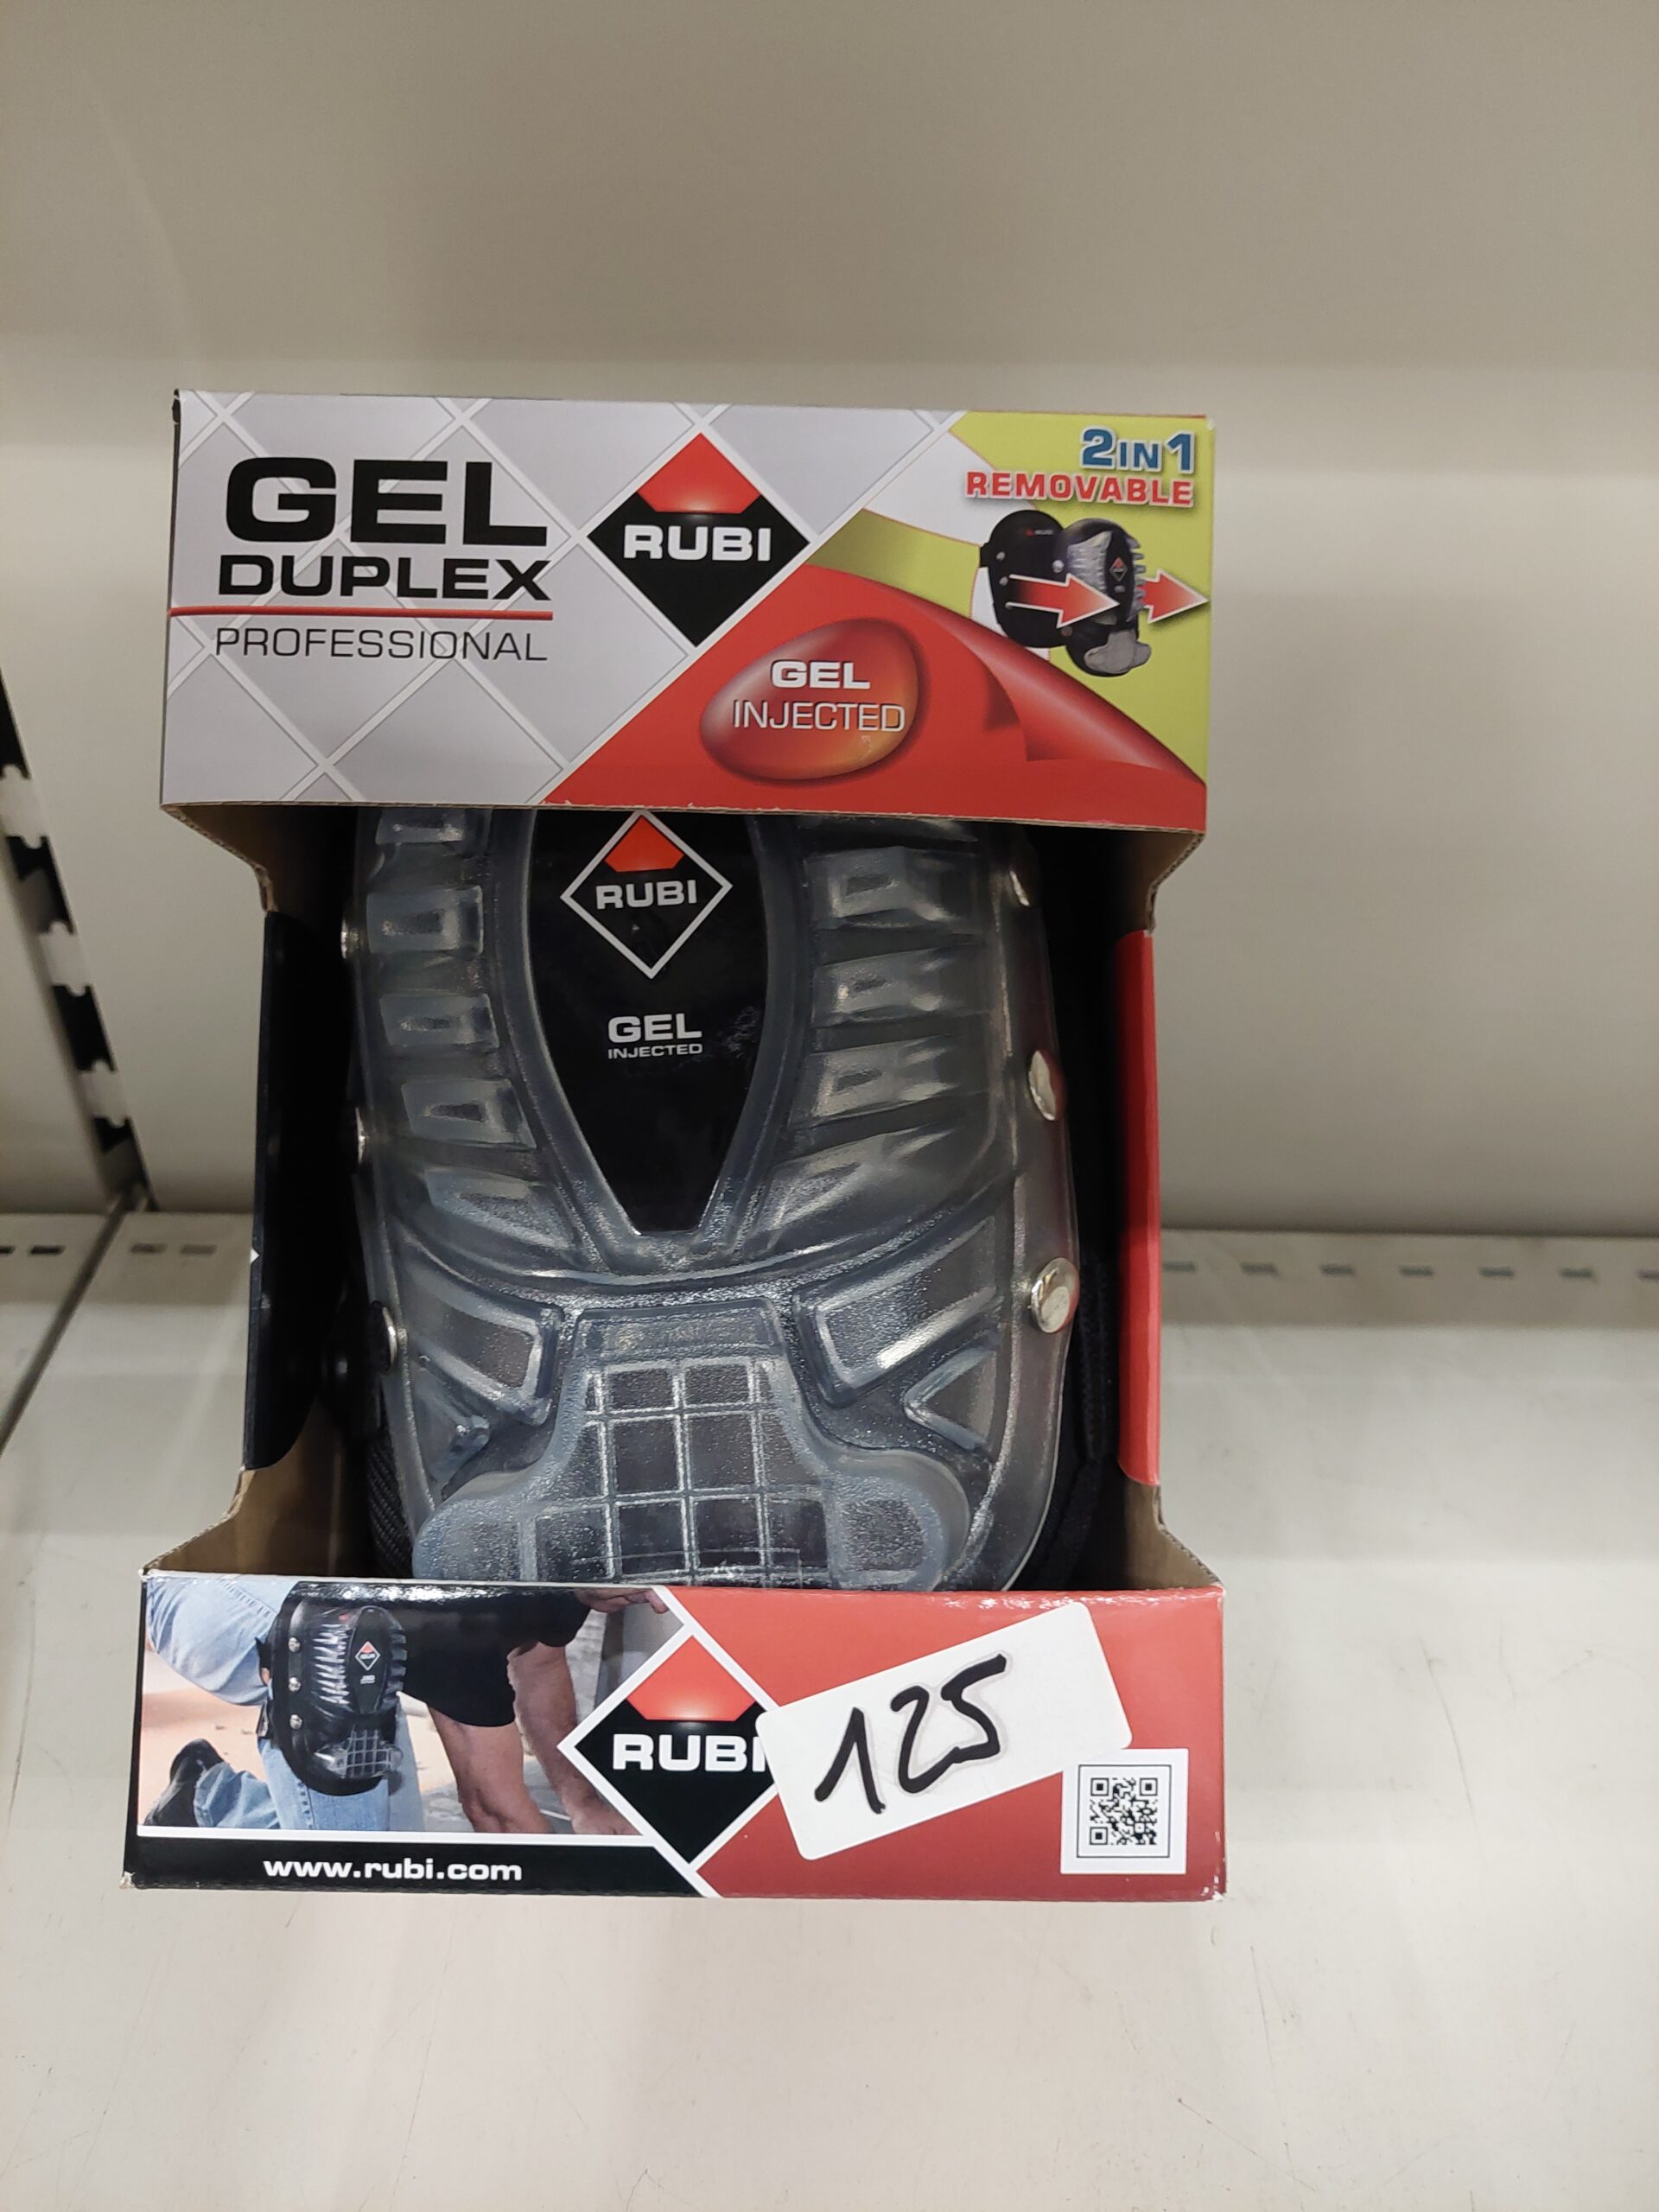 GEL
DUPLEX
PROFESSIONAL
RUBI
2IN1
REMOVABLE
GEL
INJECTED
RUBI
GEL
INJECTED
RUBI
125
www.rubi.com